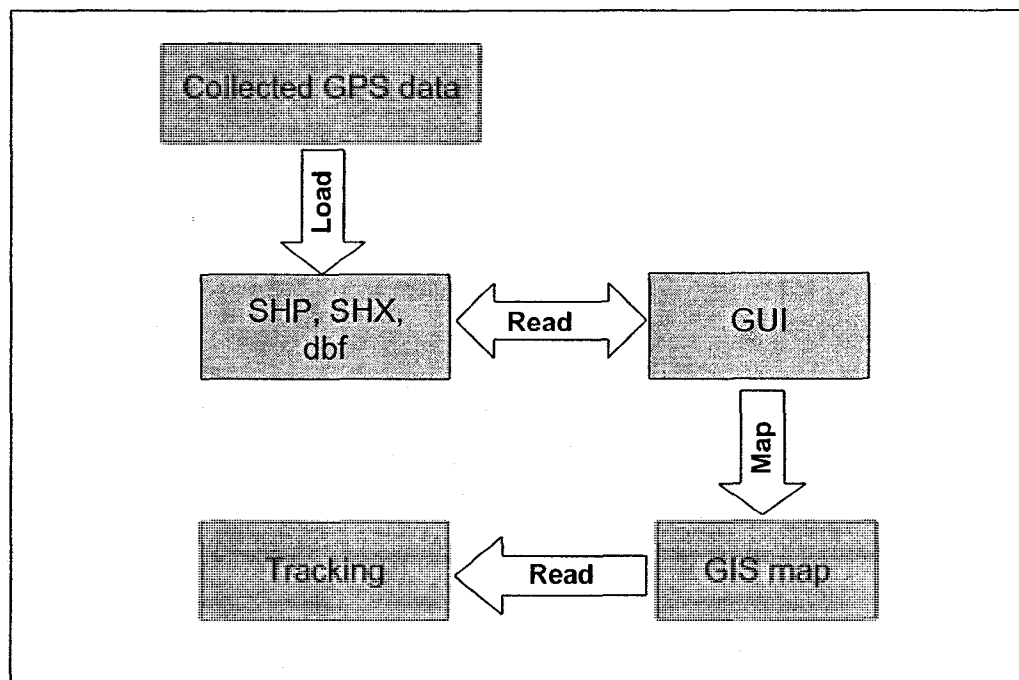 Collected GPS data
Load
SHP, SHX,
dbf
Read
GUI
Map
Tracking
Read
GIS map